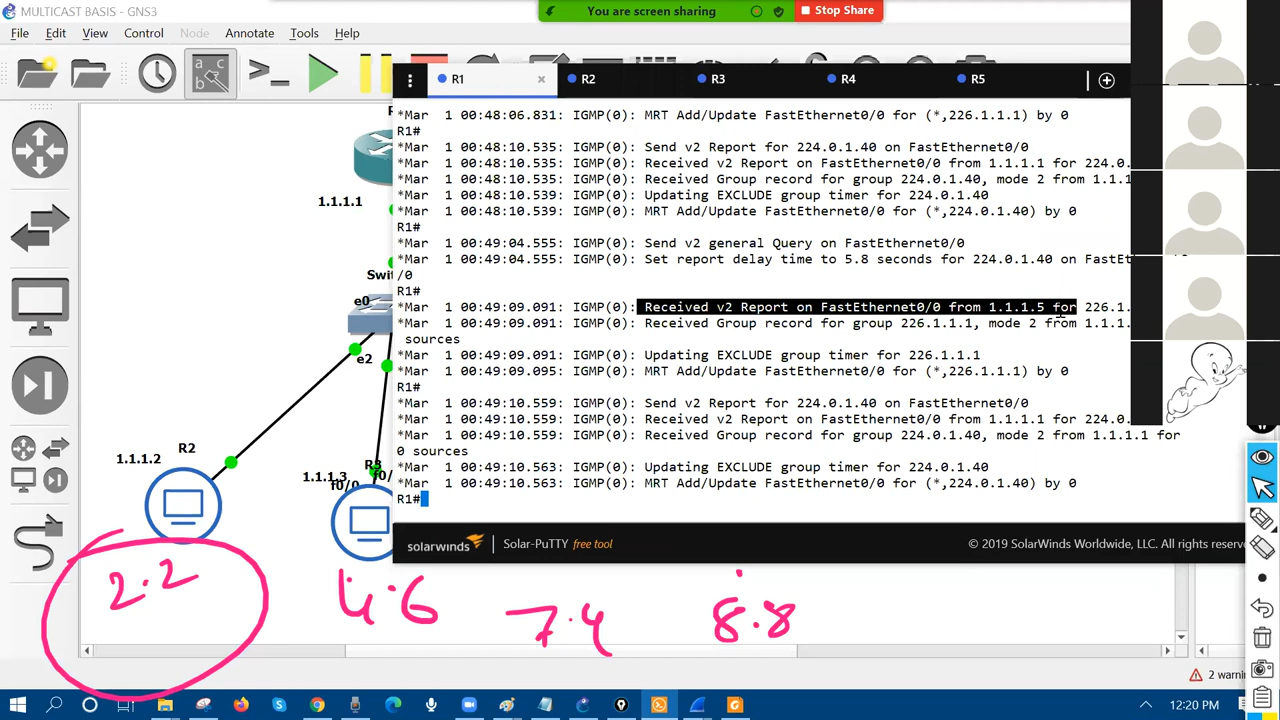 MULTICAST BASIS - GNS3
You are screen sharing
Stop Share
File Edit View Control Node Annotate Tools Help
R1 × R2 R3 R4 R5
*Mar 1 00:48:06.831: IGMP(0): MRT Add/Update FastEthernet0/0 for (*,226.1.1.1) by 0
R1#
*Mar 1 00:48:10.535: IGMP(0): Send v2 Report for 224.0.1.40 on FastEthernet0/0
*Mar 1 00:48:10.535: IGMP(0): Received v2 Report on FastEthernet0/0 from 1.1.1.1 for 224.0.
*Mar 1 00:48:10.539: IGMP(0): Received Group record for group 224.0.1.40, mode 2 from 1.1.1
*Mar 1 00:48:10.539: IGMP(0): Updating EXCLUDE group timer for 224.0.1.40
*Mar 1 00:48:10.539: IGMP(0): MRT Add/Update FastEthernet0/0 for (*,224.0.1.40) by 0
R1#
*Mar 1 00:49:04.555: IGMP(0): Send v2 general Query on FastEthernet0/0
*Mar 1 00:49:04.555: IGMP(0): Set report delay time to 5.8 seconds for 224.0.1.40 on FastEt
/0
R1#
*Mar 1 00:49:09.091: IGMP(0): Received v2 Report on FastEthernet0/0 from 1.1.1.5 for 226.1.
*Mar 1 00:49:09.091: IGMP(0): Received Group record for group 226.1.1.1, mode 2 from 1.1.1.
sources
*Mar 1 00:49:09.091: IGMP(0): Updating EXCLUDE group timer for 226.1.1.1
*Mar 1 00:49:09.095: IGMP(0): MRT Add/Update FastEthernet0/0 for (*,226.1.1.1) by 0
R1#
*Mar 1 00:49:10.559: IGMP(0): Send v2 Report for 224.0.1.40 on FastEthernet0/0
*Mar 1 00:49:10.559: IGMP(0): Received v2 Report on FastEthernet0/0 from 1.1.1.1 for 224.0.
*Mar 1 00:49:10.559: IGMP(0): Received Group record for group 224.0.1.40, mode 2 from 1.1.1.1 for
0 sources
*Mar 1 00:49:10.563: IGMP(0): Updating EXCLUDE group timer for 224.0.1.40
*Mar 1 00:49:10.563: IGMP(0): MRT Add/Update FastEthernet0/0 for (*,224.0.1.40) by 0
R1#
solarwinds Solar-PuTTY free tool © 2019 SolarWinds Worldwide, LLC. All rights
1.1.1.1
e0
e2
R2
1.1.1.2
R3
1.1.1.3
f0/0
2.2 4.6 7.4 8.8
12:20 PM